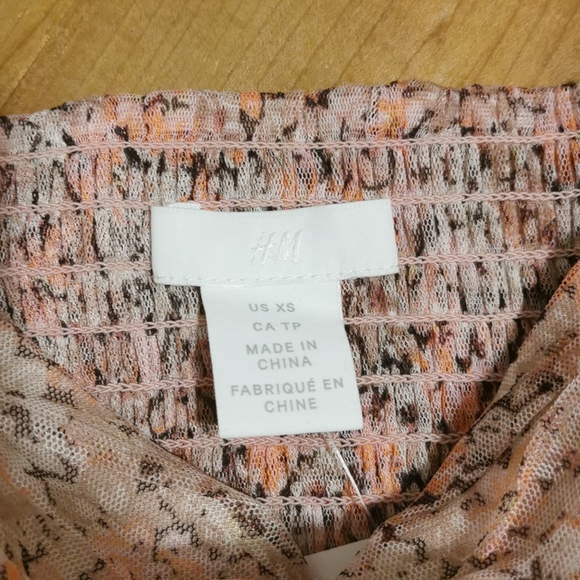 H&M
US XS
CA TP
MADE IN
CHINA
FABRIQUÉ EN
CHINE